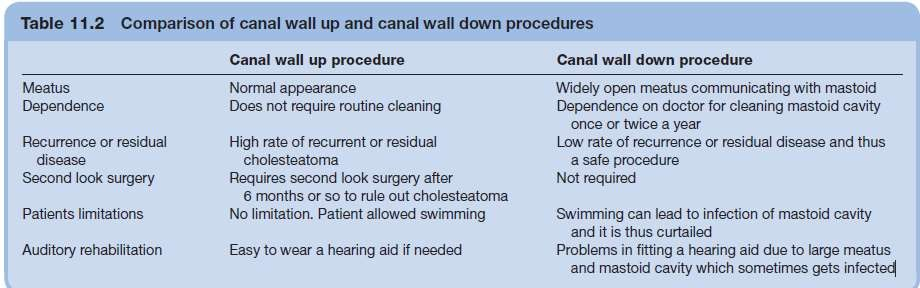 Table 11.2 Comparison of canal wall up and canal wall down procedures
Canal wall up procedure Canal wall down procedure
Meatus Normal appearance Widely open meatus communicating with mastoid
Dependence Does not require routine cleaning Dependence on doctor for cleaning mastoid cavity
once or twice a year
Recurrence or residual High rate of recurrent or residual Low rate of recurrence or residual disease and thus
disease cholesteatoma a safe procedure
Second look surgery Requires second look surgery after Not required
6 months or so to rule out cholesteatoma
Patients limitations No limitation. Patient allowed swimming Swimming can lead to infection of mastoid cavity
and it is thus curtailed
Auditory rehabilitation Easy to wear a hearing aid if needed Problems in fitting a hearing aid due to large meatus
and mastoid cavity which sometimes gets infected